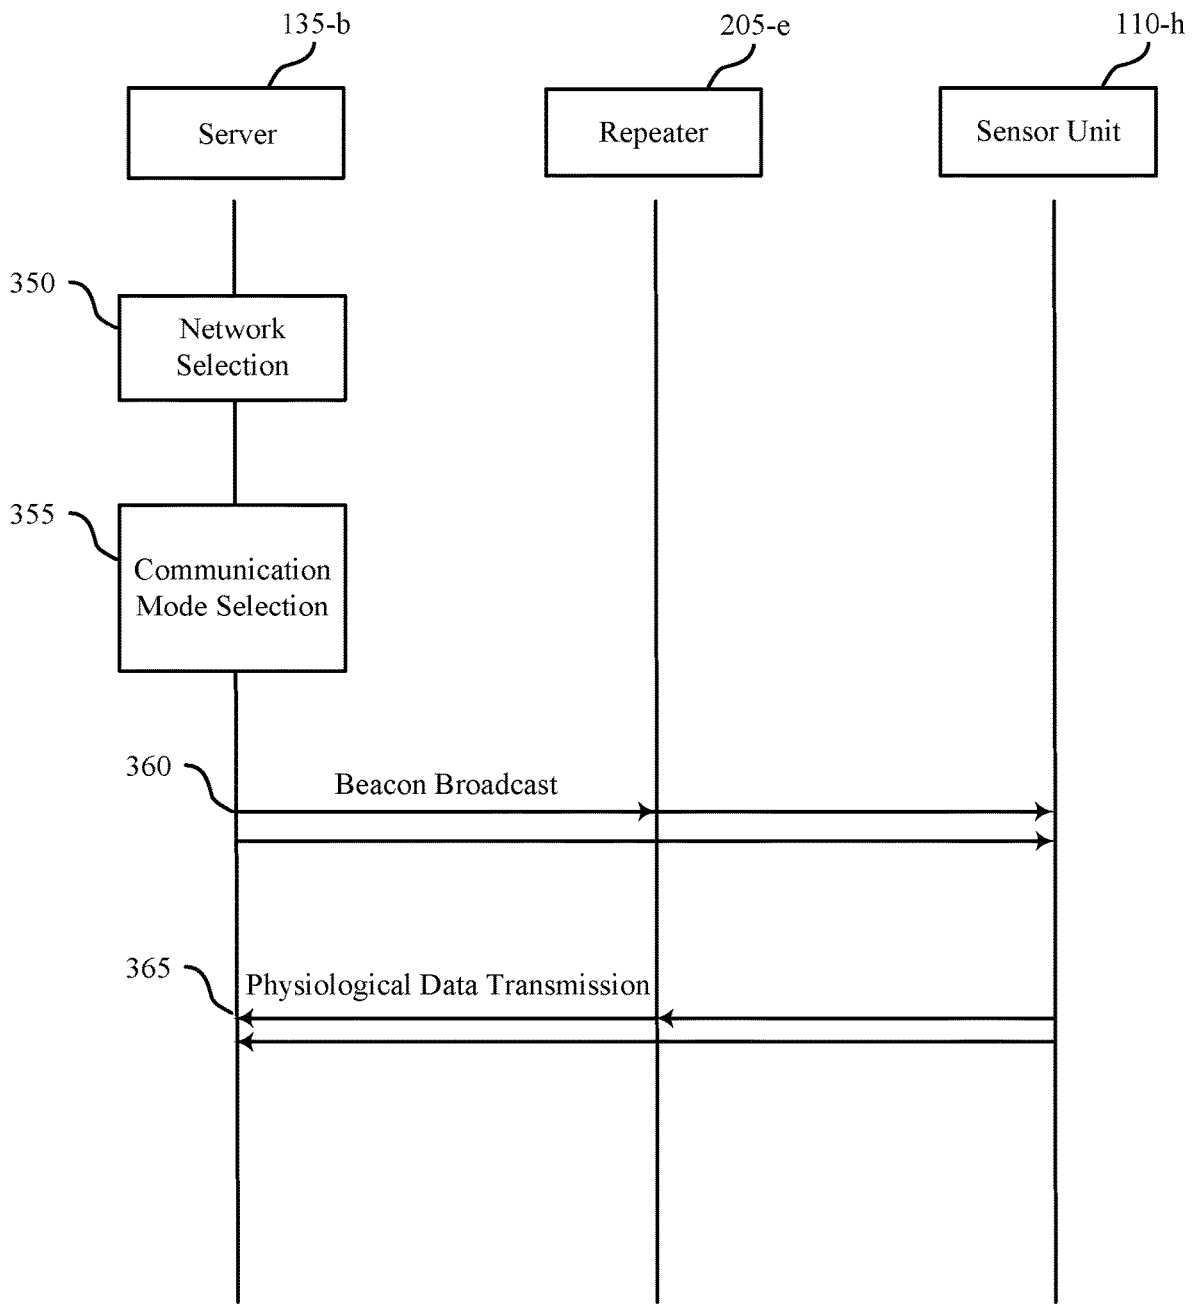 135-b
205-e
110-h
Server
Repeater
Sensor Unit
350
Network
Selection
355
Communication
Mode Selection
360
Beacon Broadcast
365
Physiological Data Transmission